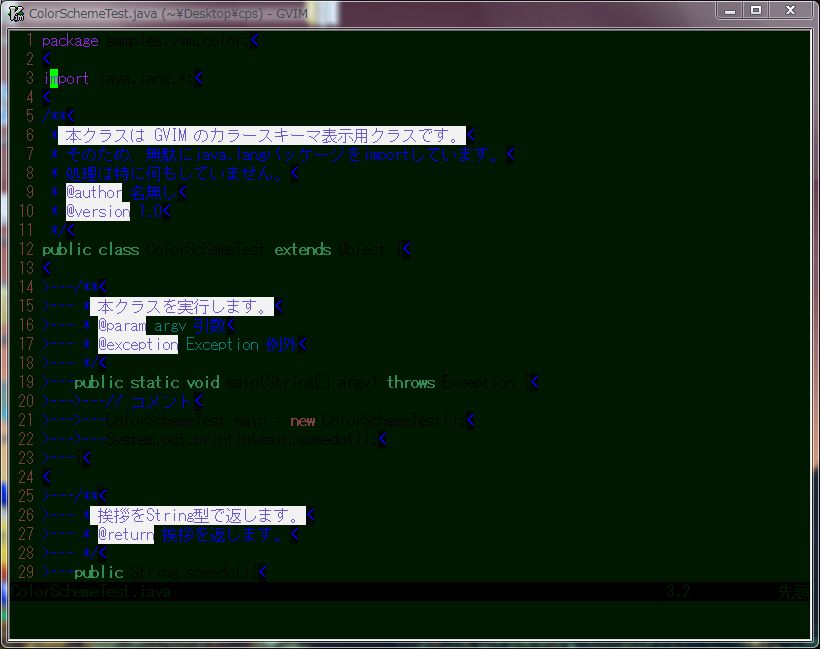 ColorSchemeTest.java (~¥Desktop¥cps) - GVIM
1 package samples.vim.color;<
2 <
3 import java.lang.*;<
4 <
5 /**<
6  * 本クラスは GVIM のカラースキーマ表示用クラスです。<
7  * そのため、無駄にjava.langパッケージをimportしています。<
8  * 処理は特に何もしていません。<
9  * @author 名無し<
10  * @version 1.0<
11  */<
12 public class ColorSchemeTest extends Object {<
13 <
14 >---/**<
15 >--- * 本クラスを実行します。<
16 >--- * @param argv 引数<
17 >--- * @exception Exception 例外<
18 >--- */<
19 >---public static void main(String[] argv) throws Exception {<
20 >--->---// コメント<
21 >--->---ColorSchemeTest main = new ColorSchemeTest();<
22 >--->---System.out.println(main.somedo());<
23 >---}<
24 <
25 >---/**<
26 >--- * 挨拶をString型で返します。<
27 >--- * @return 挨拶を返します。<
28 >--- */<
29 >---public String somedo(){<
ColorSchemeTest.java 3,2 先頭